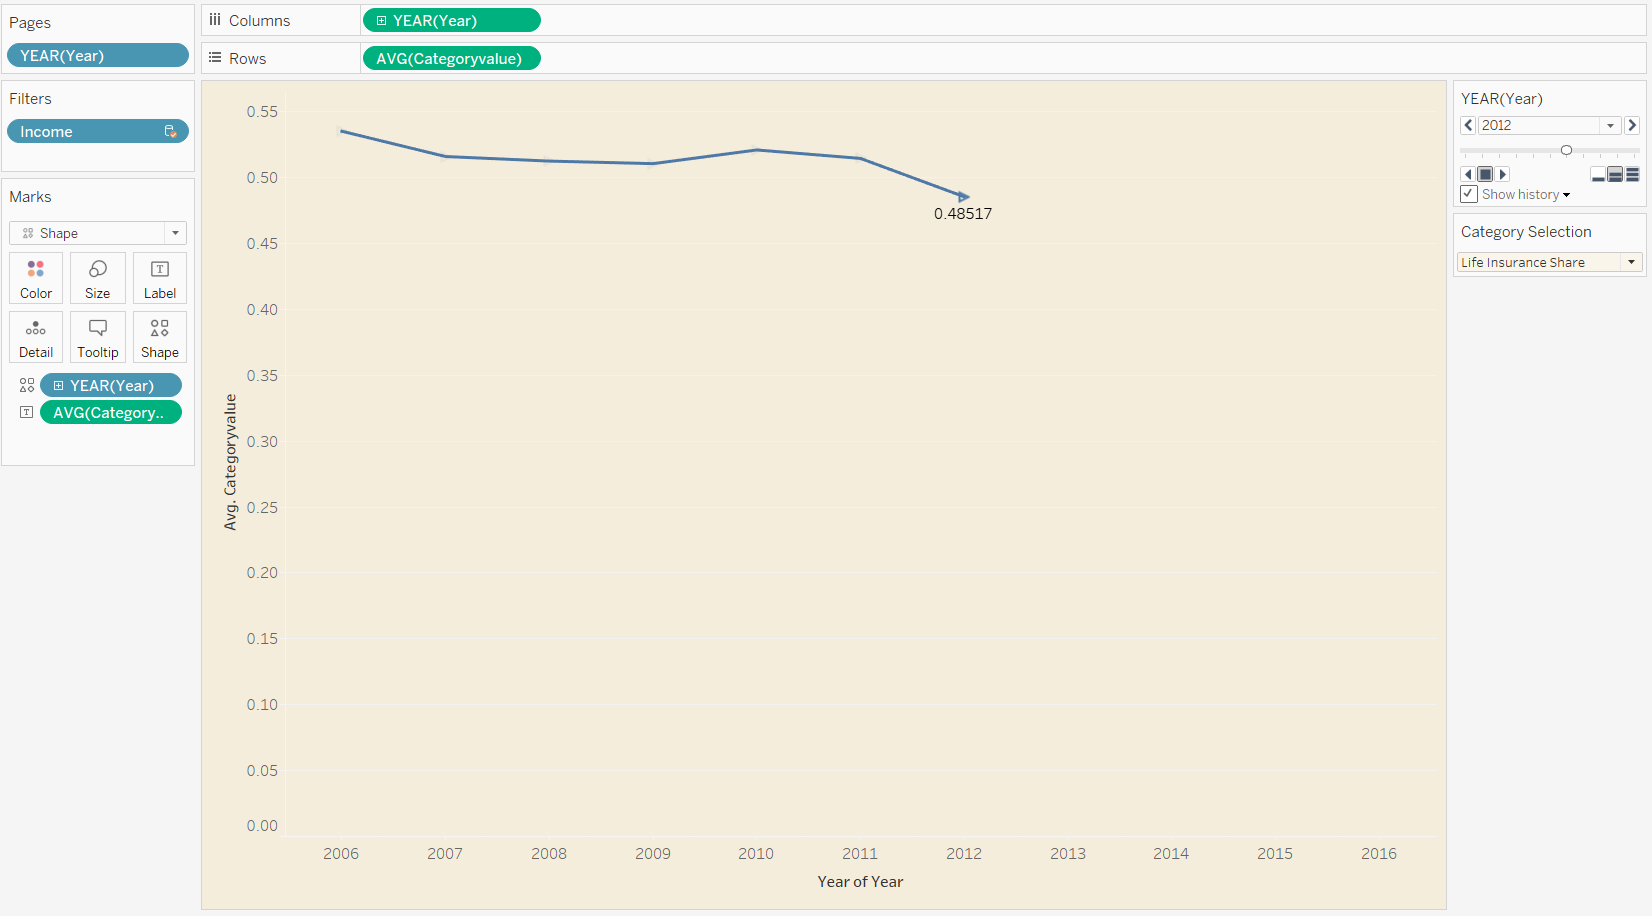 Pages
YEAR(Year)
Filters
Income
Marks
Shape
Color
Size
Label
Detail
Tooltip
Shape
YEAR(Year)
AVG(Category..
Columns
YEAR(Year)
Rows
AVG(Categoryvalue)
Avg. Categoryvalue
0.55
0.50
0.45
0.40
0.35
0.30
0.25
0.20
0.15
0.10
0.05
0.00
0.48517
2006 2007 2008 2009 2010 2011 2012 2013 2014 2015 2016
Year of Year
YEAR(Year)
2012
Show history
Category Selection
Life Insurance Share